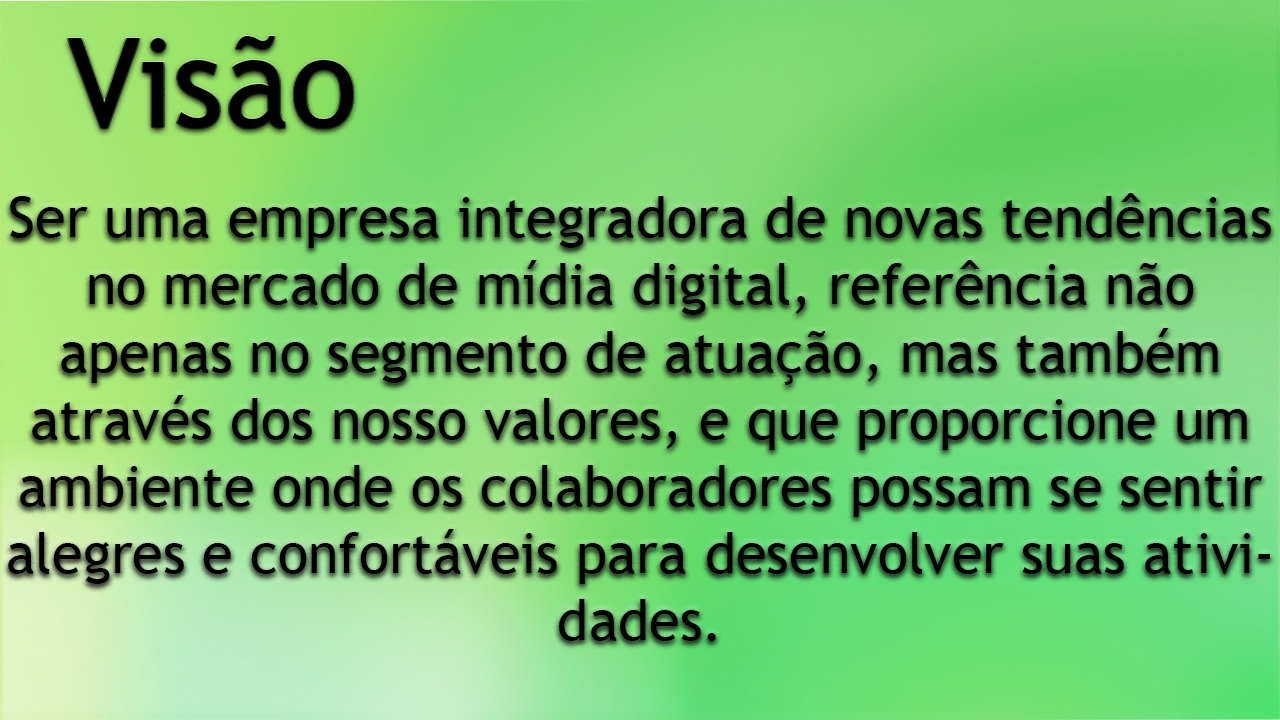 Visão
Ser uma empresa integradora de novas tendências
no mercado de mídia digital, referência não
apenas no segmento de atuação, mas também
através dos nosso valores, e que proporcione um
ambiente onde os colaboradores possam se sentir
alegres e confortáveis para desenvolver suas ativi-
dades.